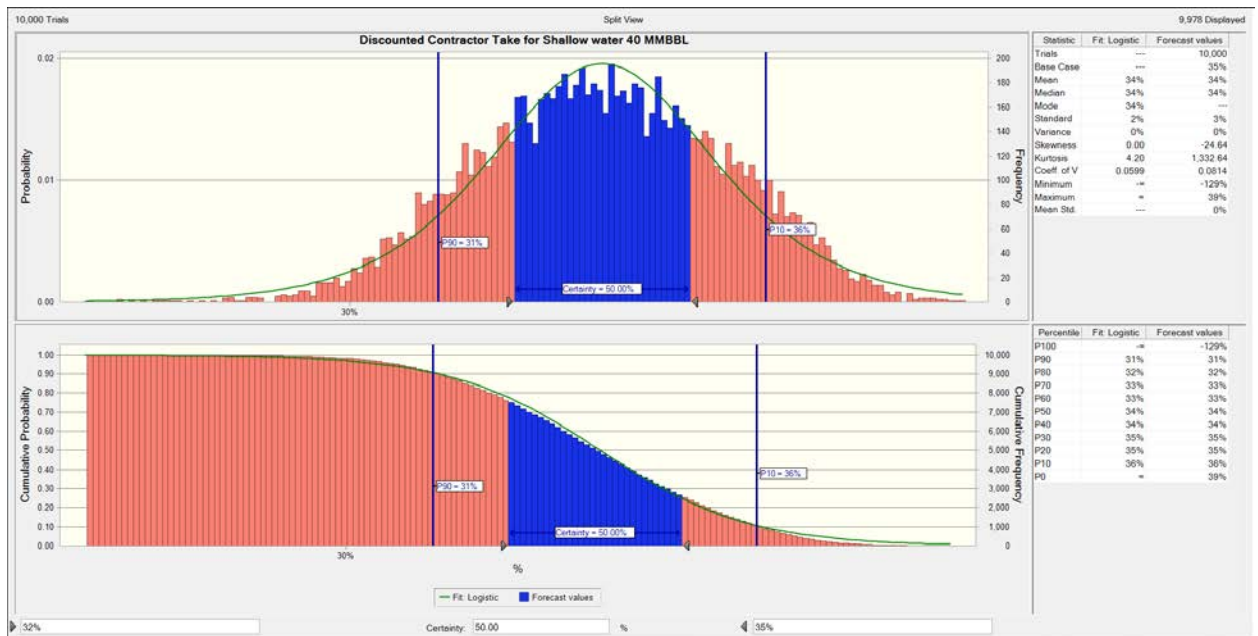 10,000 Trials Split View 9,978 Displayed
Discounted Contractor Take for Shallow water 40 MMBBL
0.02
0.01
0.00
Probability
200
180
160
140
120
100
80
60
40
20
0
Frequency
P90 = 31%
P10 = 36%
Certainty = 50.00%
30%
Statistic Fit: Logistic Forecast values
Trials --- 10,000
Base Case --- 35%
Mean 34% 34%
Median 34% 34%
Mode 34% ---
Standard 2% 3%
Variance 0% 0%
Skewness 0.00 -24.64
Kurtosis 4.20 1,332.64
Coeff. of V 0.0599 0.0814
Minimum -∞ -129%
Maximum ∞ 39%
Mean Std. --- 0%
1.00
0.90
0.80
0.70
0.60
0.50
0.40
0.30
0.20
0.10
0.00
Cumulative Probability
10,000
9,000
8,000
7,000
6,000
5,000
4,000
3,000
2,000
1,000
0
Cumulative Frequency
P90 = 31%
P10 = 36%
Certainty = 50.00%
30%
%
Fit: Logistic Forecast values
Percentile Fit: Logistic Forecast values
P100 -∞ -129%
P90 31% 31%
P80 32% 32%
P70 33% 33%
P60 33% 33%
P50 34% 34%
P40 34% 34%
P30 35% 35%
P20 35% 35%
P10 36% 36%
P0 ∞ 39%
32% Certainty: 50.00 % 35%